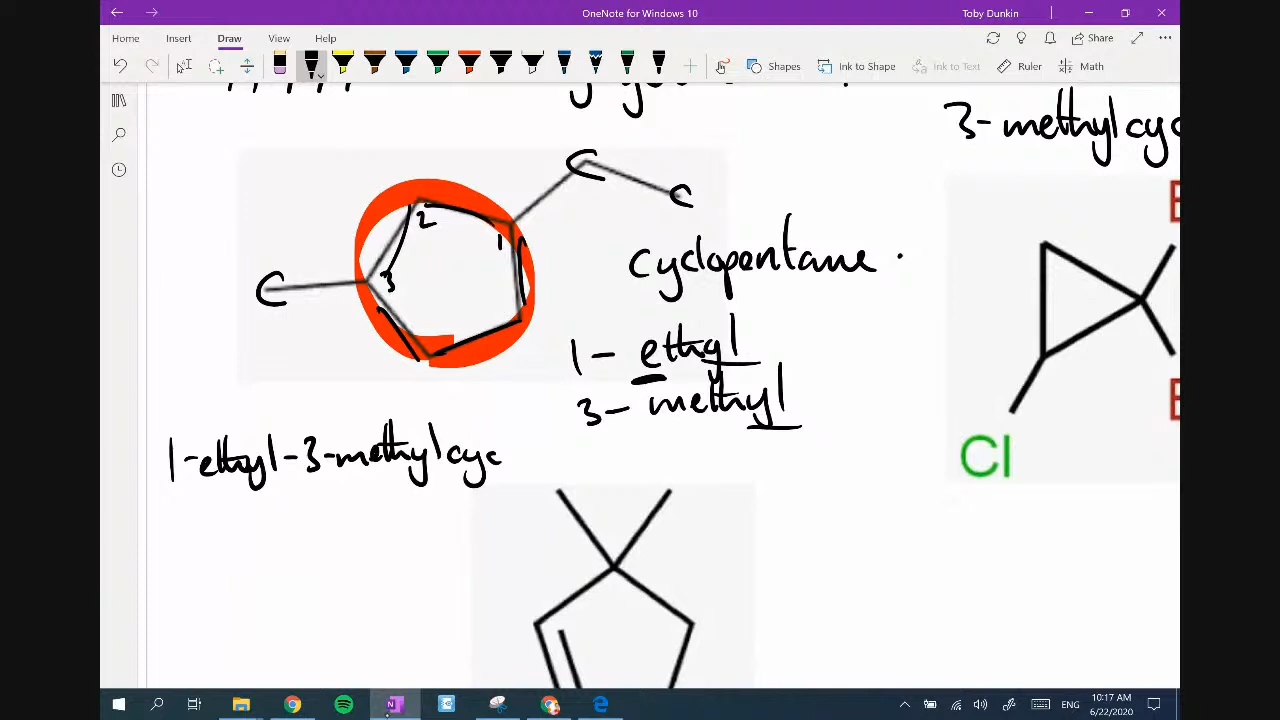 OneNote for Windows 10
Toby Dunkin
Home Insert Draw View Help
Share
Shapes
Ink to Shape
Ink to Text
Ruler
Math
3-methylcyc
C
C
C
2
1
3
cyclopentane.
1- ethyl
3- methyl
1-ethyl-3-methylcyc
Cl
ENG
10:17 AM
6/22/2020